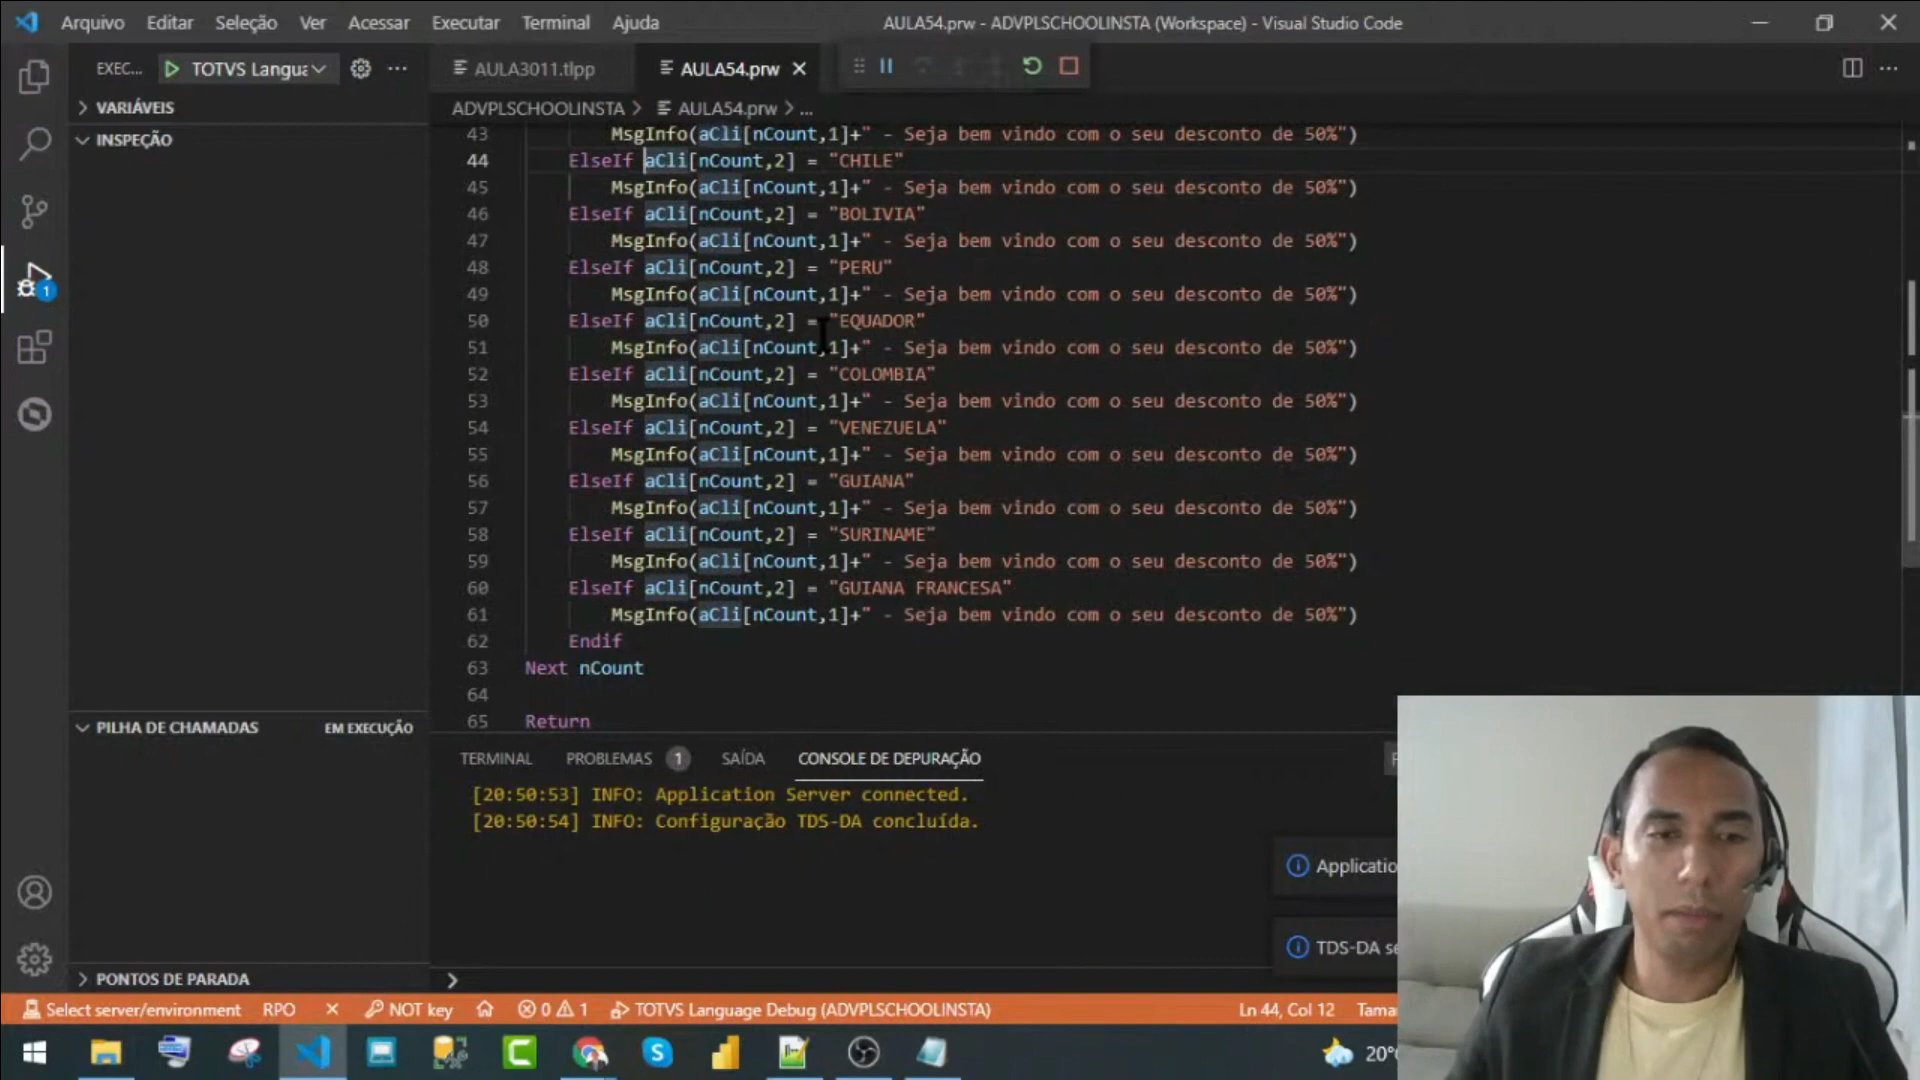 Arquivo Editar Seleção Ver Acessar Executar Terminal Ajuda AULA54.prw - ADVPLSCHOOLINSTA (Workspace) - Visual Studio Code
EXEC... TOTVS Langua AULA3011.tlpp AULA54.prw
VARIÁVEIS
ADVPLSCHOOLINSTA > AULA54.prw > ...
INSPEÇÃO
43 MsgInfo(aCli[nCount,1]+" - Seja bem vindo com o seu desconto de 50%")
44 ElseIf aCli[nCount,2] = "CHILE"
45 MsgInfo(aCli[nCount,1]+" - Seja bem vindo com o seu desconto de 50%")
46 ElseIf aCli[nCount,2] = "BOLIVIA"
47 MsgInfo(aCli[nCount,1]+" - Seja bem vindo com o seu desconto de 50%")
48 ElseIf aCli[nCount,2] = "PERU"
49 MsgInfo(aCli[nCount,1]+" - Seja bem vindo com o seu desconto de 50%")
50 ElseIf aCli[nCount,2] = "EQUADOR"
51 MsgInfo(aCli[nCount,1]+" - Seja bem vindo com o seu desconto de 50%")
52 ElseIf aCli[nCount,2] = "COLOMBIA"
53 MsgInfo(aCli[nCount,1]+" - Seja bem vindo com o seu desconto de 50%")
54 ElseIf aCli[nCount,2] = "VENEZUELA"
55 MsgInfo(aCli[nCount,1]+" - Seja bem vindo com o seu desconto de 50%")
56 ElseIf aCli[nCount,2] = "GUIANA"
57 MsgInfo(aCli[nCount,1]+" - Seja bem vindo com o seu desconto de 50%")
58 ElseIf aCli[nCount,2] = "SURINAME"
59 MsgInfo(aCli[nCount,1]+" - Seja bem vindo com o seu desconto de 50%")
60 ElseIf aCli[nCount,2] = "GUIANA FRANCESA"
61 MsgInfo(aCli[nCount,1]+" - Seja bem vindo com o seu desconto de 50%")
62 Endif
63 Next nCount
64
65 Return
PILHA DE CHAMADAS EM EXECUÇÃO
TERMINAL PROBLEMAS 1 SAÍDA CONSOLE DE DEPURAÇÃO
[20:50:53] INFO: Application Server connected.
[20:50:54] INFO: Configuração TDS-DA concluída.
Applicatio
TDS-DA se
PONTOS DE PARADA
Select server/environment RPO NOT key 0 1 TOTVS Language Debug (ADVPLSCHOOLINSTA) Ln 44, Col 12 Tama
20°